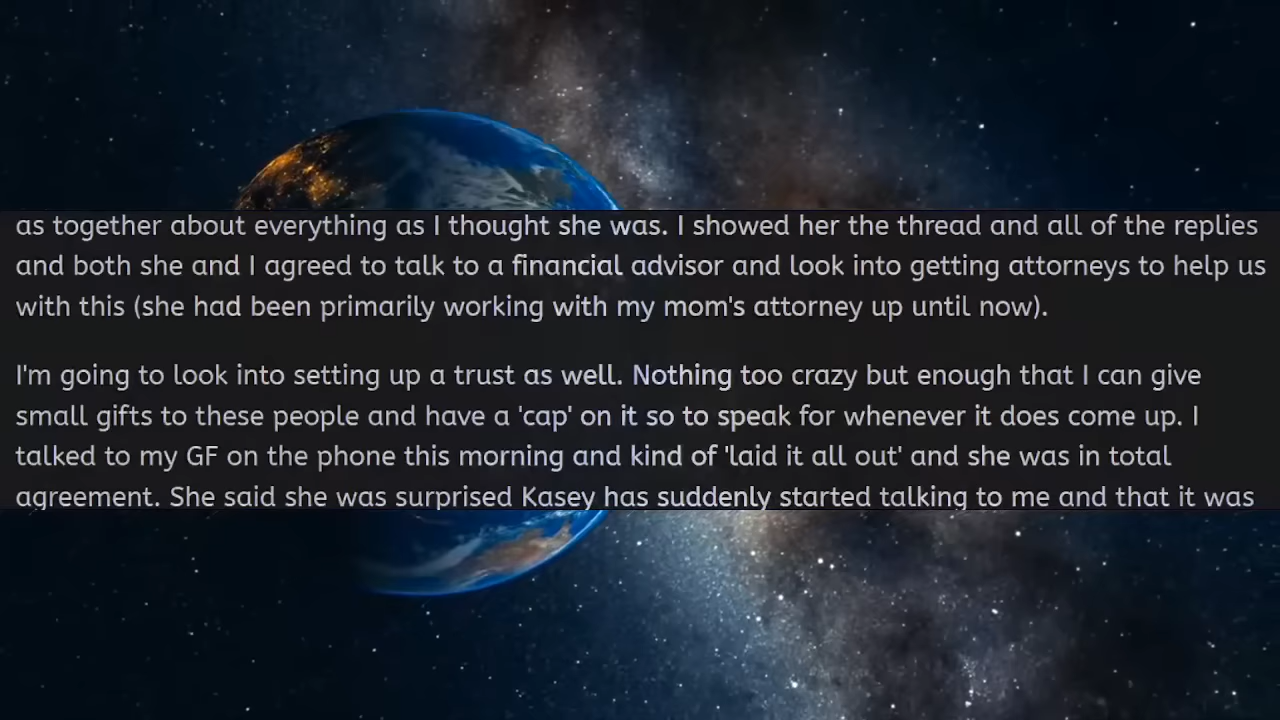 as together about everything as I thought she was. I showed her the thread and all of the replies
and both she and I agreed to talk to a financial advisor and look into getting attorneys to help us
with this (she had been primarily working with my mom's attorney up until now).
I'm going to look into setting up a trust as well. Nothing too crazy but enough that I can give
small gifts to these people and have a 'cap' on it so to speak for whenever it does come up. I
talked to my GF on the phone this morning and kind of 'laid it all out' and she was in total
agreement. She said she was surprised Kasey has suddenly started talking to me and that it was